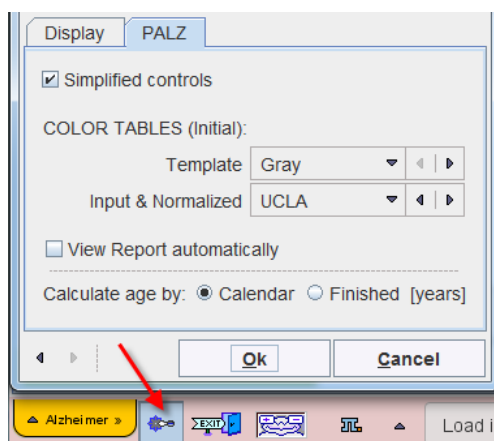 Display PALZ
Simplified controls
COLOR TABLES (Initial):
Template Gray
Input & Normalized UCLA
View Report automatically
Calculate age by: Calendar Finished [years]
Ok Cancel
Alzheimer » EXIT Load i